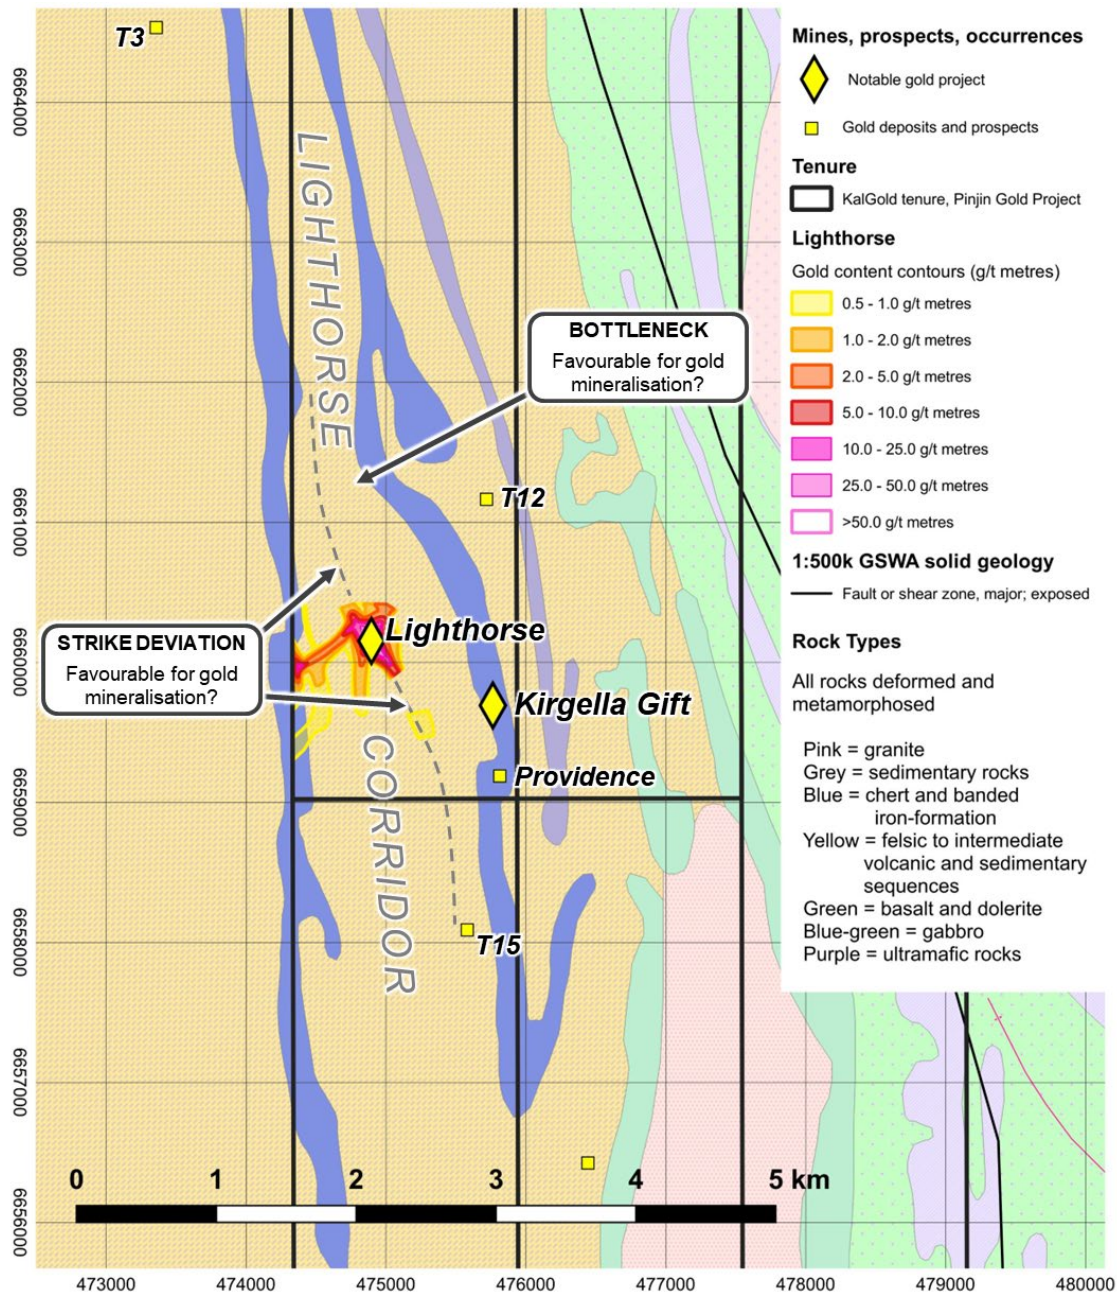 T3
LIGHTHORSE
BOTTLENECK
Favourable for gold
mineralisation?
T12
STRIKE DEVIATION
Favourable for gold
mineralisation?
Lighthorse
Kirgella Gift
Providence
CORRIDOR
T15
0 1 2 3 4 5 km
6664000
6663000
6662000
6661000
6660000
6659000
6658000
6657000
6656000
473000 474000 475000 476000 477000 478000 479000 480000
Mines, prospects, occurrences
Notable gold project
Gold deposits and prospects
Tenure
KalGold tenure, Pinjin Gold Project
Lighthorse
Gold content contours (g/t metres)
0.5 - 1.0 g/t metres
1.0 - 2.0 g/t metres
2.0 - 5.0 g/t metres
5.0 - 10.0 g/t metres
10.0 - 25.0 g/t metres
25.0 - 50.0 g/t metres
>50.0 g/t metres
1:500k GSWA solid geology
Fault or shear zone, major; exposed
Rock Types
All rocks deformed and
metamorphosed
Pink = granite
Grey = sedimentary rocks
Blue = chert and banded
iron-formation
Yellow = felsic to intermediate
volcanic and sedimentary
sequences
Green = basalt and dolerite
Blue-green = gabbro
Purple = ultramafic rocks